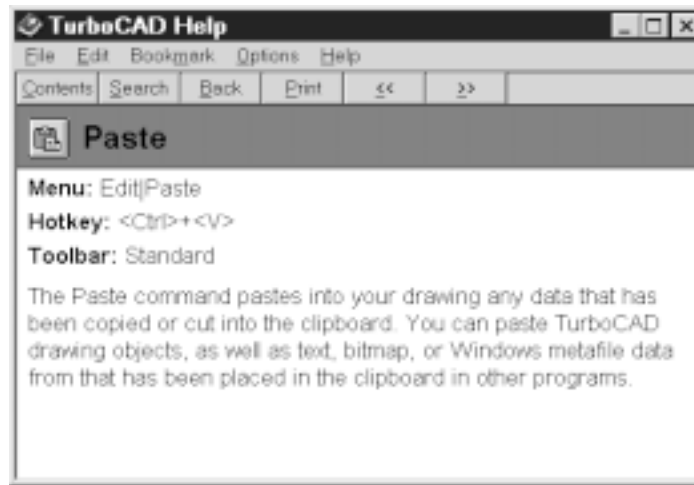 TurboCAD Help
File Edit Bookmark Options Help
Contents Search Back Print << >>
Paste
Menu: Edit|Paste
Hotkey: <Ctrl>+<V>
Toolbar: Standard
The Paste command pastes into your drawing any data that has
been copied or cut into the clipboard. You can paste TurboCAD
drawing objects, as well as text, bitmap, or Windows metafile data
from that has been placed in the clipboard in other programs.